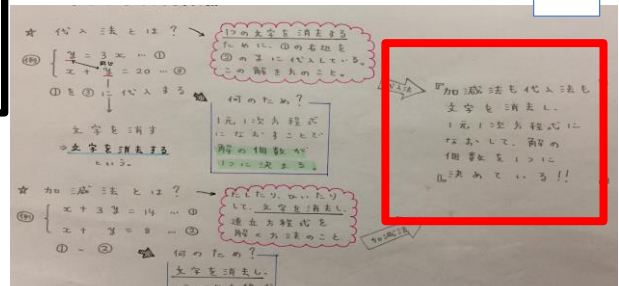 ☆ 代入法とは？→
1つの文字を消去する
ために、①の右辺を
②のyに代入している。
この解き方のこと。
例 { y = 3x … ①
x + y = 20 … ②
①を②に代入する
文字を消す
⇒文字を消去する
という。
何のため？
1元1次方程式
になおすことで
解の個数が
1つに決まる。
代入法
『加減法も代入法も
文字を消去し、
1元1次方程式に
なおして、解の
個数を1つに
決めている!!』
☆ 加減法とは？→
たしたり、ひいたり
して、文字を消去し、
連立方程式を
解く方法のこと
例 { x + 3y = 14 … ①
x + y = 8 … ②
① - ②
加減法
何のため？
文字を消去し、